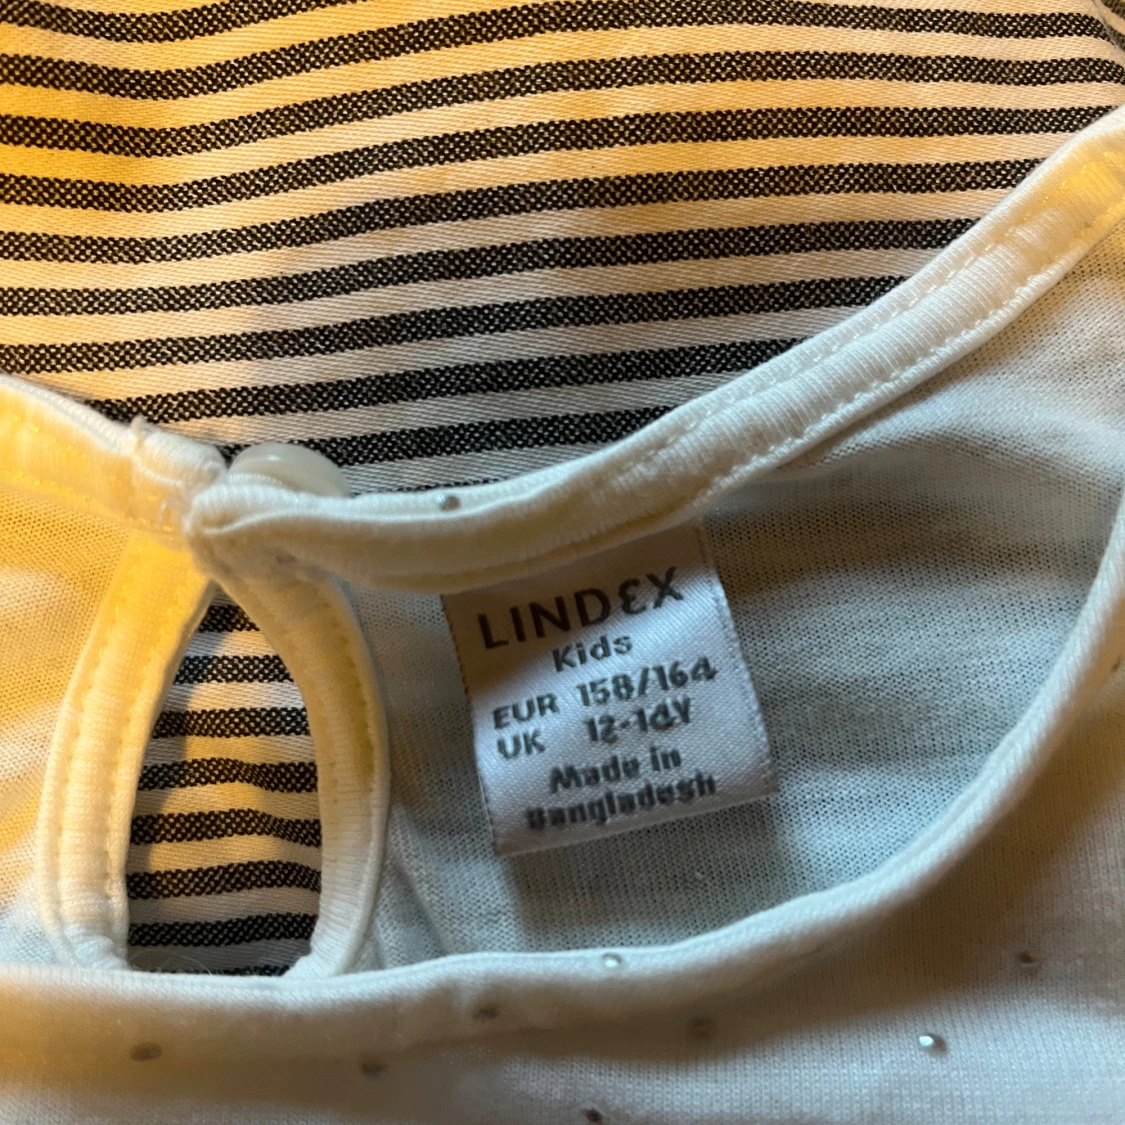 LINDEX
Kids
EUR 158/164
UK 12-14Y
Made in
Bangladesh